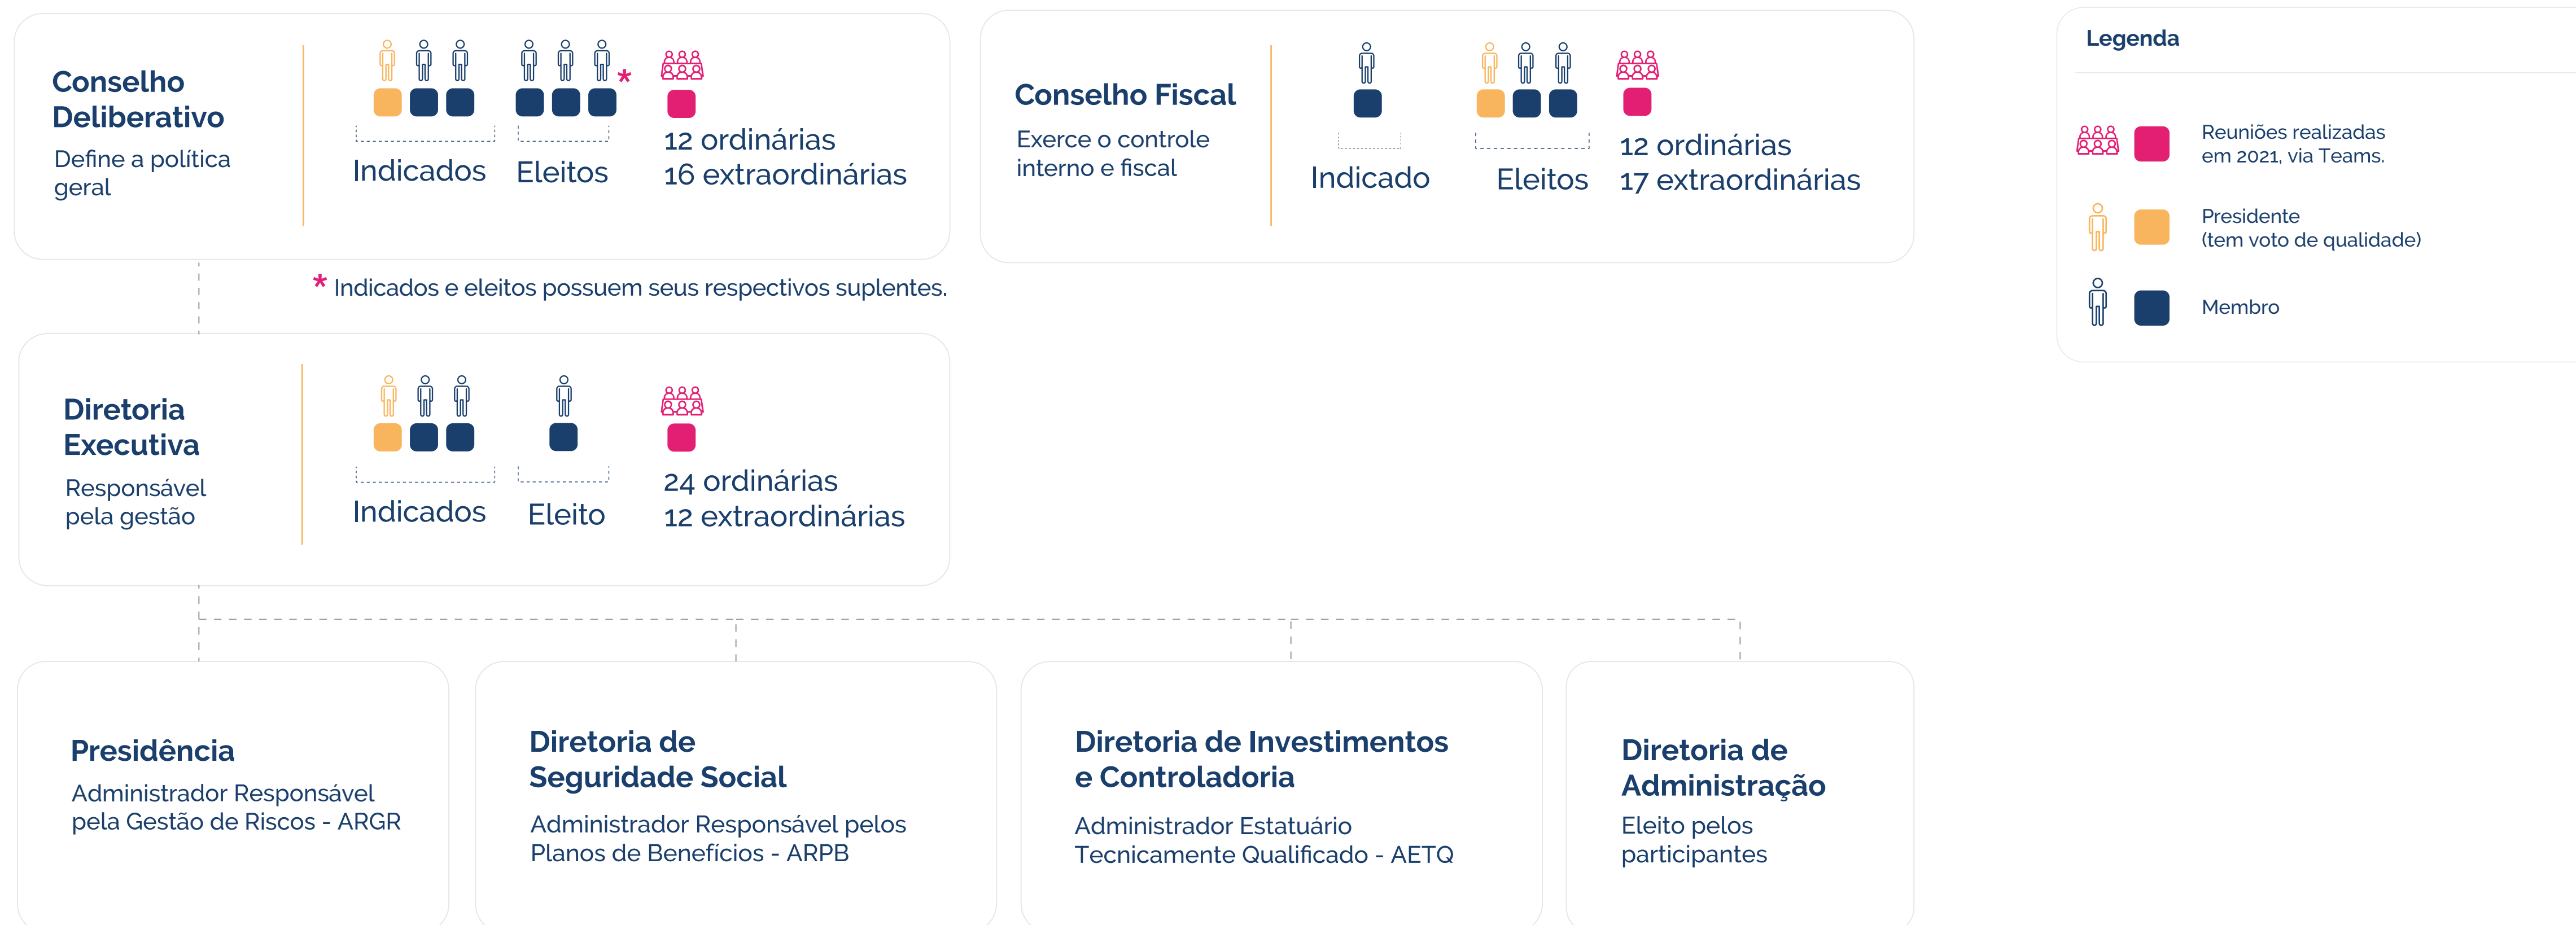 Conselho
Deliberativo
Define a política
geral
Indicados
Eleitos
*
12 ordinárias
16 extraordinárias
* Indicados e eleitos possuem seus respectivos suplentes.
Conselho Fiscal
Exerce o controle
interno e fiscal
Indicado
Eleitos
12 ordinárias
17 extraordinárias
Legenda
Reuniões realizadas
em 2021, via Teams.
Presidente
(tem voto de qualidade)
Membro
Diretoria
Executiva
Responsável
pela gestão
Indicados
Eleito
24 ordinárias
12 extraordinárias
Presidência
Administrador Responsável
pela Gestão de Riscos - ARGR
Diretoria de
Seguridade Social
Administrador Responsável pelos
Planos de Benefícios - ARPB
Diretoria de Investimentos
e Controladoria
Administrador Estatuário
Tecnicamente Qualificado - AETQ
Diretoria de
Administração
Eleito pelos
participantes